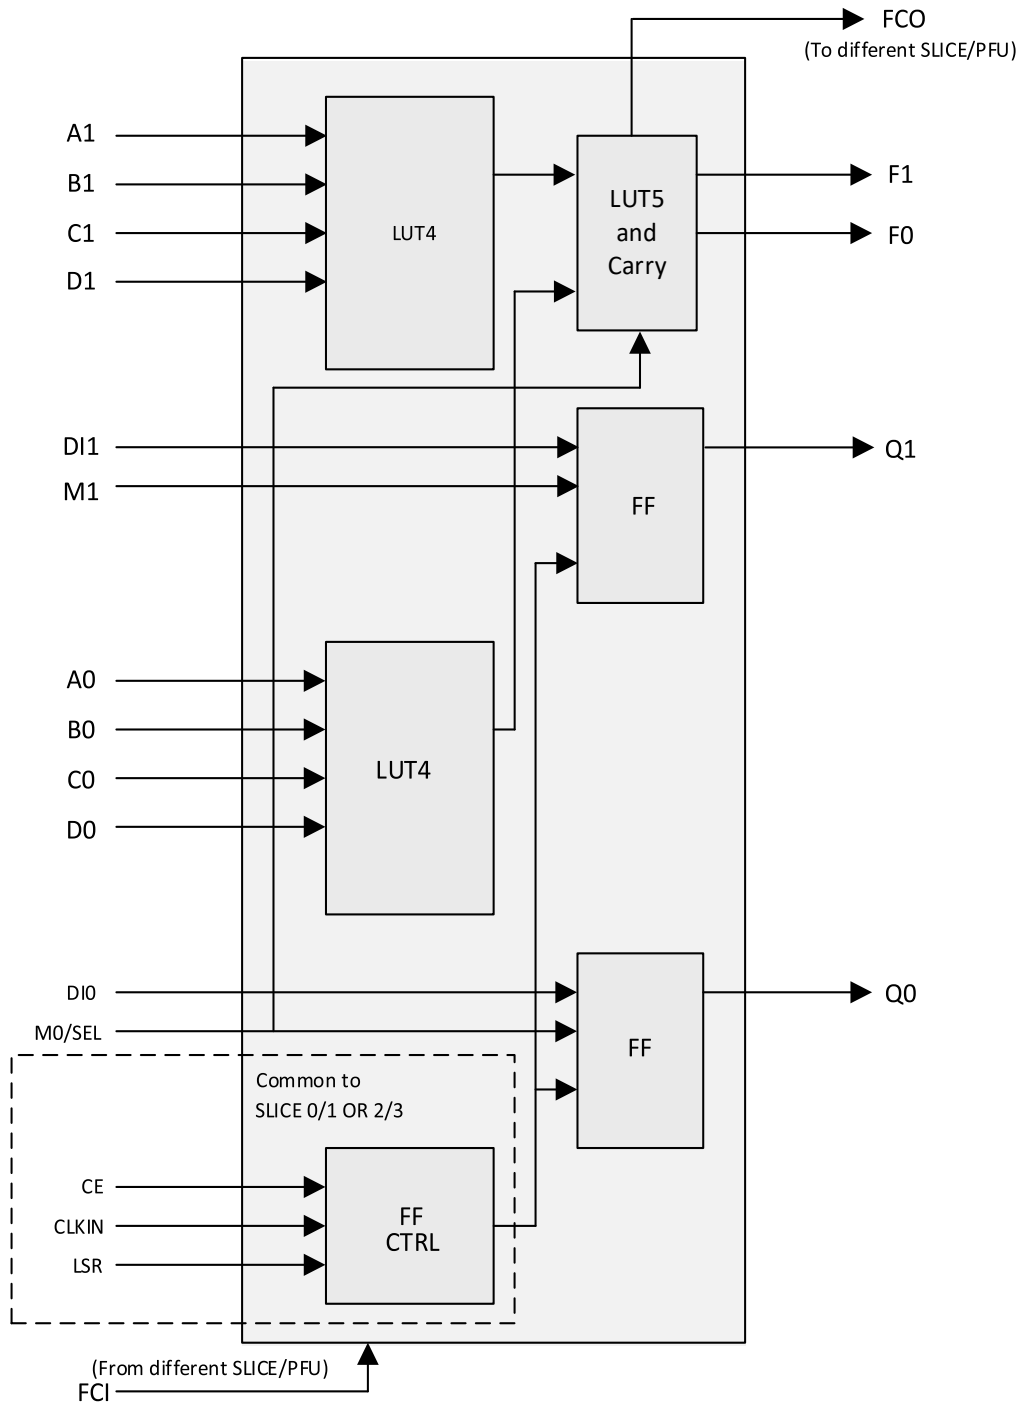 FCO
(To different SLICE/PFU)
A1
B1
C1
D1
LUT4
LUT5
and
Carry
F1
F0
DI1
M1
FF
Q1
A0
B0
C0
D0
LUT4
DI0
M0/SEL
FF
Q0
Common to
SLICE 0/1 OR 2/3
CE
CLKIN
LSR
FF
CTRL
(From different SLICE/PFU)
FCI